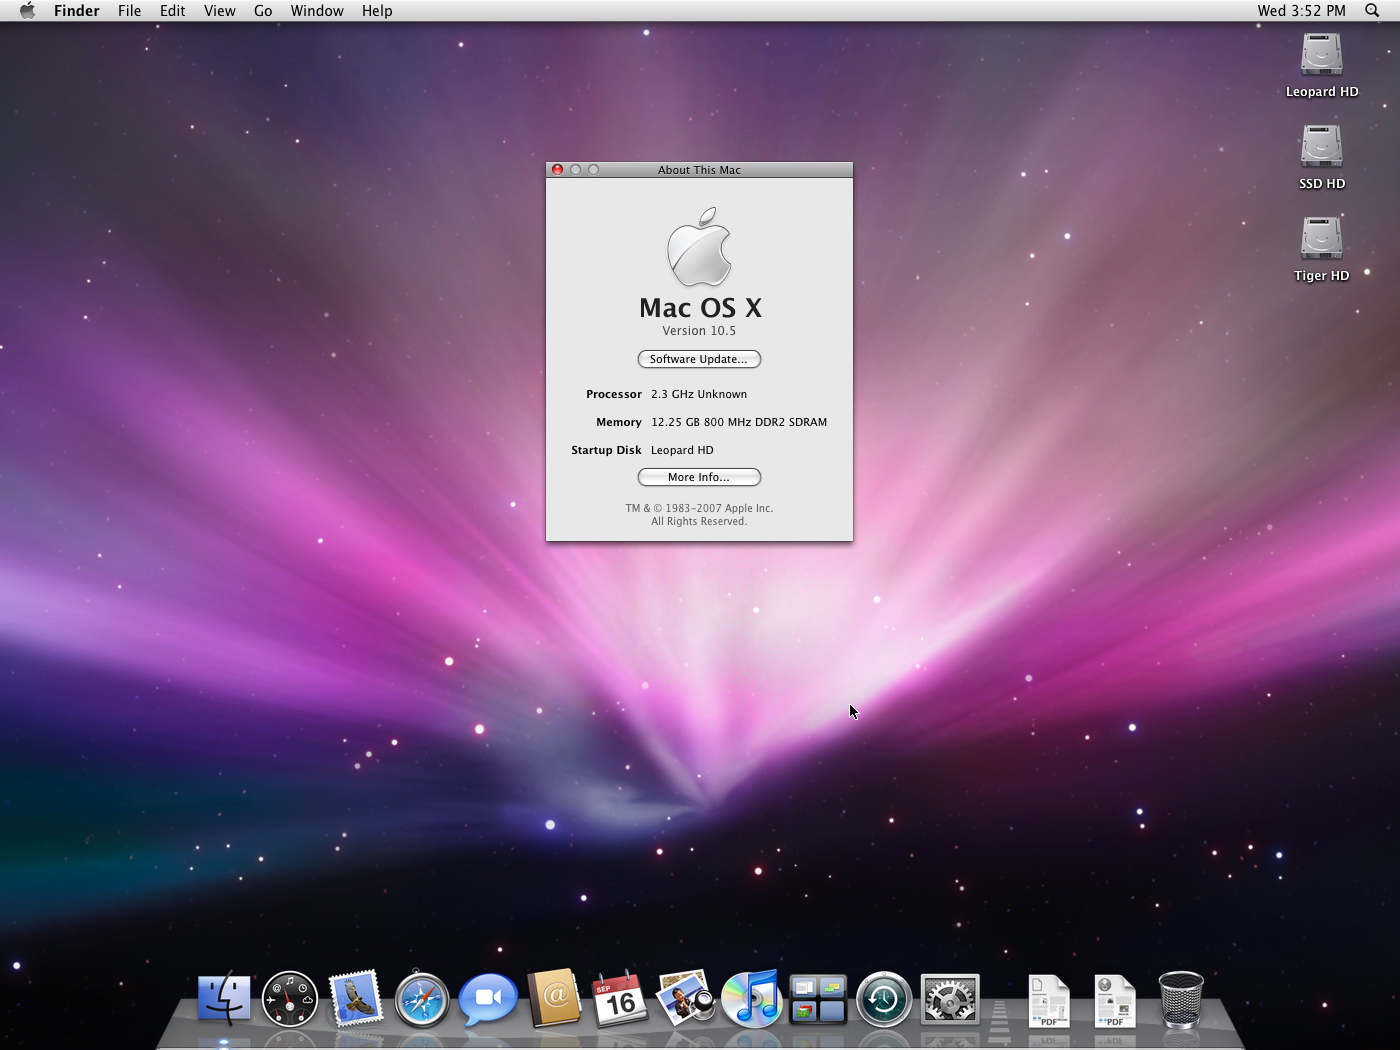 Finder File Edit View Go Window Help Wed 3:52 PM
Leopard HD
SSD HD
Tiger HD
About This Mac
Mac OS X
Version 10.5
Software Update...
Processor 2.3 GHz Unknown
Memory 12.25 GB 800 MHz DDR2 SDRAM
Startup Disk Leopard HD
More Info...
TM & © 1983-2007 Apple Inc.
All Rights Reserved.
@
SEP
16
PDF
PDF